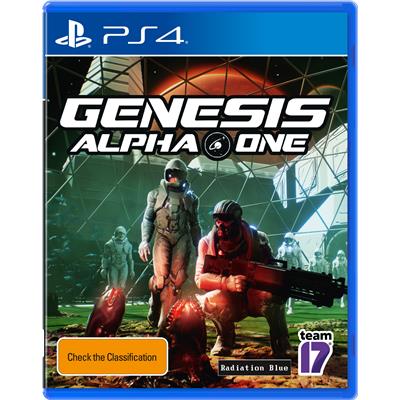 PS4
GENESIS
ALPHA ONE
Check the Classification
Radiation Blue
team
17